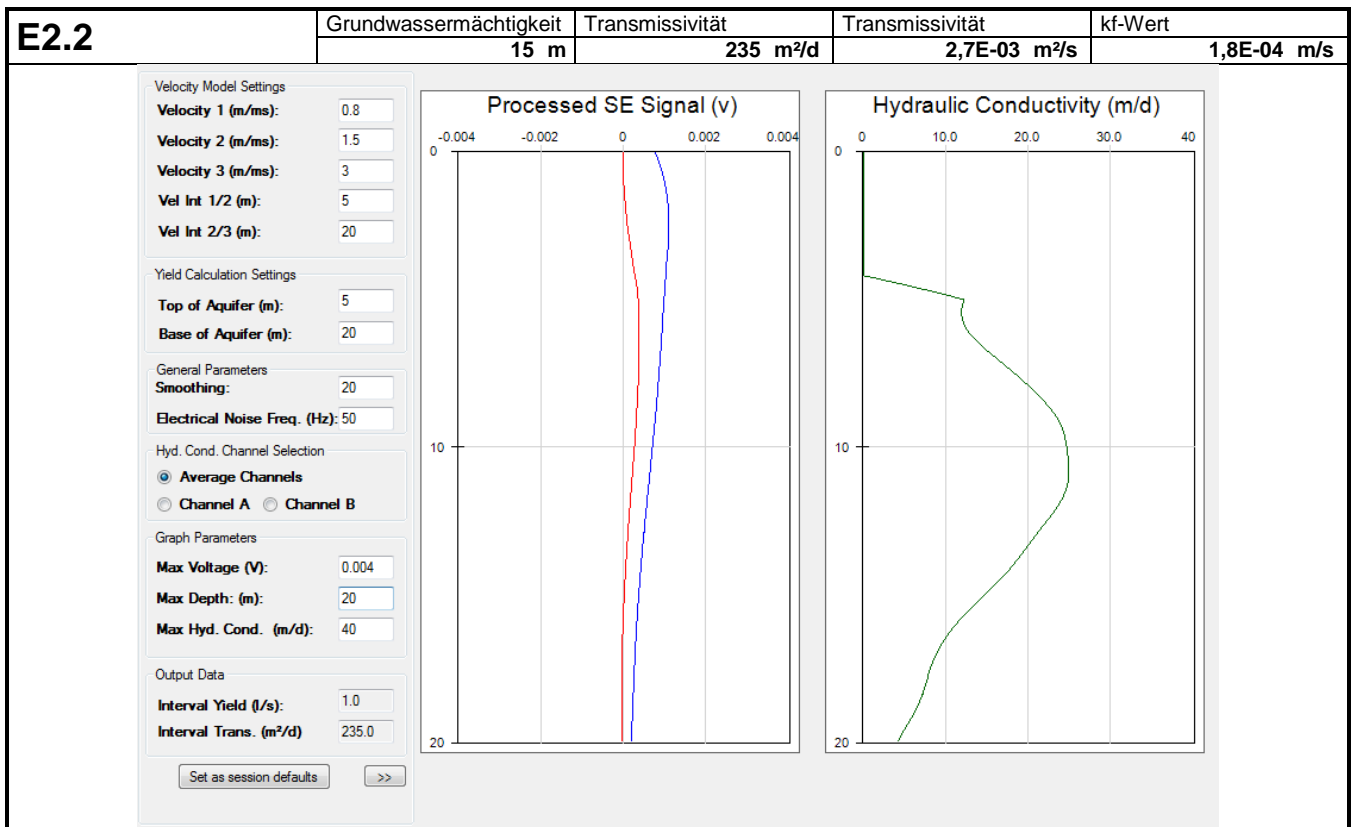 E2.2
Grundwassermächtigkeit Transmissivität Transmissivität kf-Wert
15 m 235 m²/d 2,7E-03 m²/s 1,8E-04 m/s
Velocity Model Settings
Velocity 1 (m/ms): 0.8
Velocity 2 (m/ms): 1.5
Velocity 3 (m/ms): 3
Vel Int 1/2 (m): 5
Vel Int 2/3 (m): 20
Yield Calculation Settings
Top of Aquifer (m): 5
Base of Aquifer (m): 20
General Parameters
Smoothing: 20
Electrical Noise Freq. (Hz): 50
Hyd. Cond. Channel Selection
Average Channels
Channel A Channel B
Graph Parameters
Max Voltage (V): 0.004
Max Depth: (m): 20
Max Hyd. Cond. (m/d): 40
Output Data
Interval Yield (l/s): 1.0
Interval Trans. (m²/d) 235.0
Set as session defaults >>
Processed SE Signal (v)
-0.004 -0.002 0 0.002 0.004
0
10
20
Hydraulic Conductivity (m/d)
0 10.0 20.0 30.0 40
0
10
20